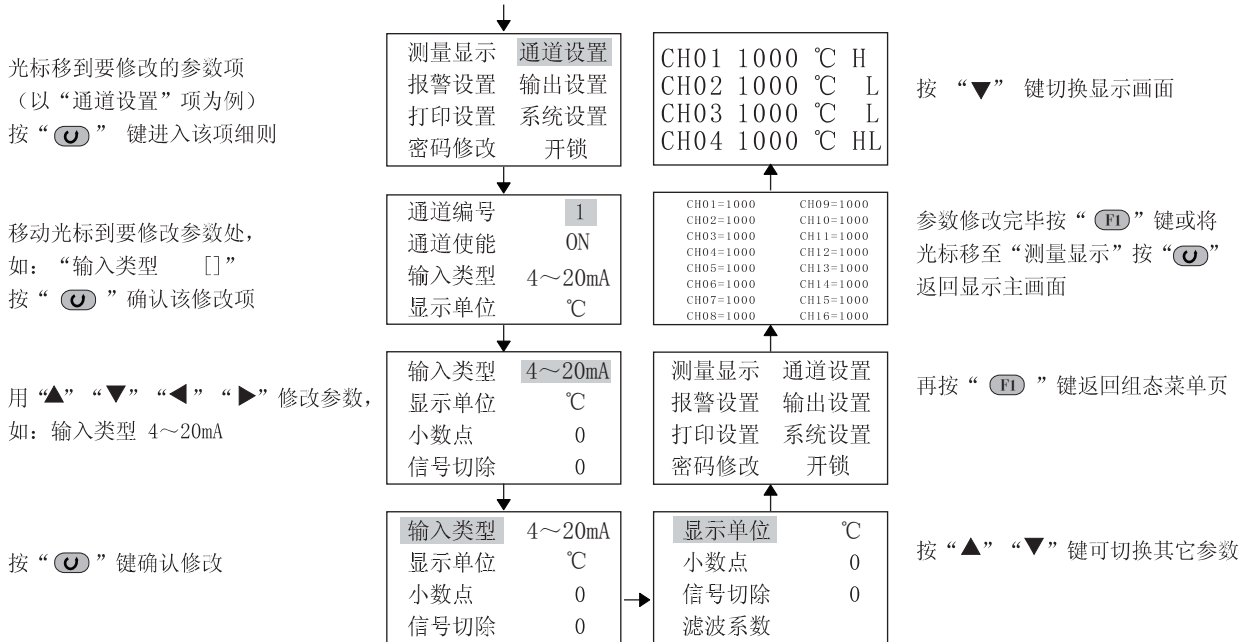 光标移到要修改的参数项
（以“通道设置”项为例）
按“ ”  键进入该项细则
测量显示 通道设置
报警设置 输出设置
打印设置 系统设置
密码修改 开锁
移动光标到要修改参数处，
如：“输入类型    []”
按“ ”确认该修改项
通道编号 1
通道使能 ON
输入类型 4～20mA
显示单位 ℃
用“▲” “▼” “◀” “▶”修改参数，
如：输入类型 4～20mA
输入类型 4～20mA
显示单位 ℃
小数点 0
信号切除 0
按“ ”键确认修改
输入类型 4～20mA
显示单位 ℃
小数点 0
信号切除 0
显示单位 ℃
小数点 0
信号切除 0
滤波系数
按“▲” “▼”键可切换其它参数
测量显示 通道设置
报警设置 输出设置
打印设置 系统设置
密码修改 开锁
再按“ F1 ”键返回组态菜单页
CH01=1000 CH09=1000
CH02=1000 CH10=1000
CH03=1000 CH11=1000
CH04=1000 CH12=1000
CH05=1000 CH13=1000
CH06=1000 CH14=1000
CH07=1000 CH15=1000
CH08=1000 CH16=1000
参数修改完毕按“ F1 ”键或将
光标移至“测量显示”按“ ”
返回显示主画面
CH01 1000 ℃ H
CH02 1000 ℃ L
CH03 1000 ℃ L
CH04 1000 ℃ HL
按 “▼” 键切换显示画面